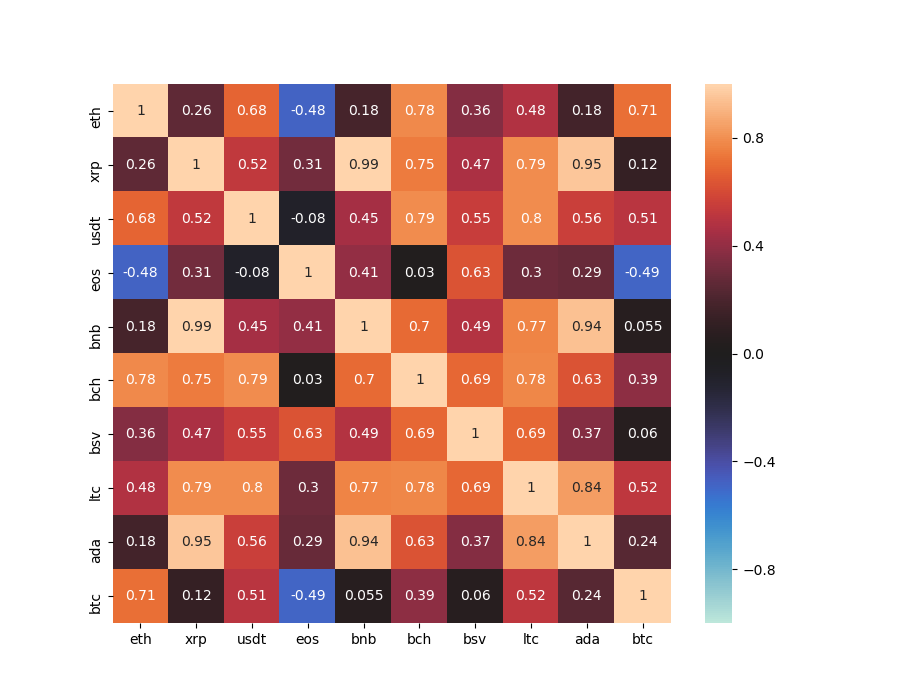 eth 1 0.26 0.68 -0.48 0.18 0.78 0.36 0.48 0.18 0.71
xrp 0.26 1 0.52 0.31 0.99 0.75 0.47 0.79 0.95 0.12
usdt 0.68 0.52 1 -0.08 0.45 0.79 0.55 0.8 0.56 0.51
eos -0.48 0.31 -0.08 1 0.41 0.03 0.63 0.3 0.29 -0.49
bnb 0.18 0.99 0.45 0.41 1 0.7 0.49 0.77 0.94 0.055
bch 0.78 0.75 0.79 0.03 0.7 1 0.69 0.78 0.63 0.39
bsv 0.36 0.47 0.55 0.63 0.49 0.69 1 0.69 0.37 0.06
ltc 0.48 0.79 0.8 0.3 0.77 0.78 0.69 1 0.84 0.52
ada 0.18 0.95 0.56 0.29 0.94 0.63 0.37 0.84 1 0.24
btc 0.71 0.12 0.51 -0.49 0.055 0.39 0.06 0.52 0.24 1
eth xrp usdt eos bnb bch bsv ltc ada btc
0.8
0.4
0.0
−0.4
−0.8